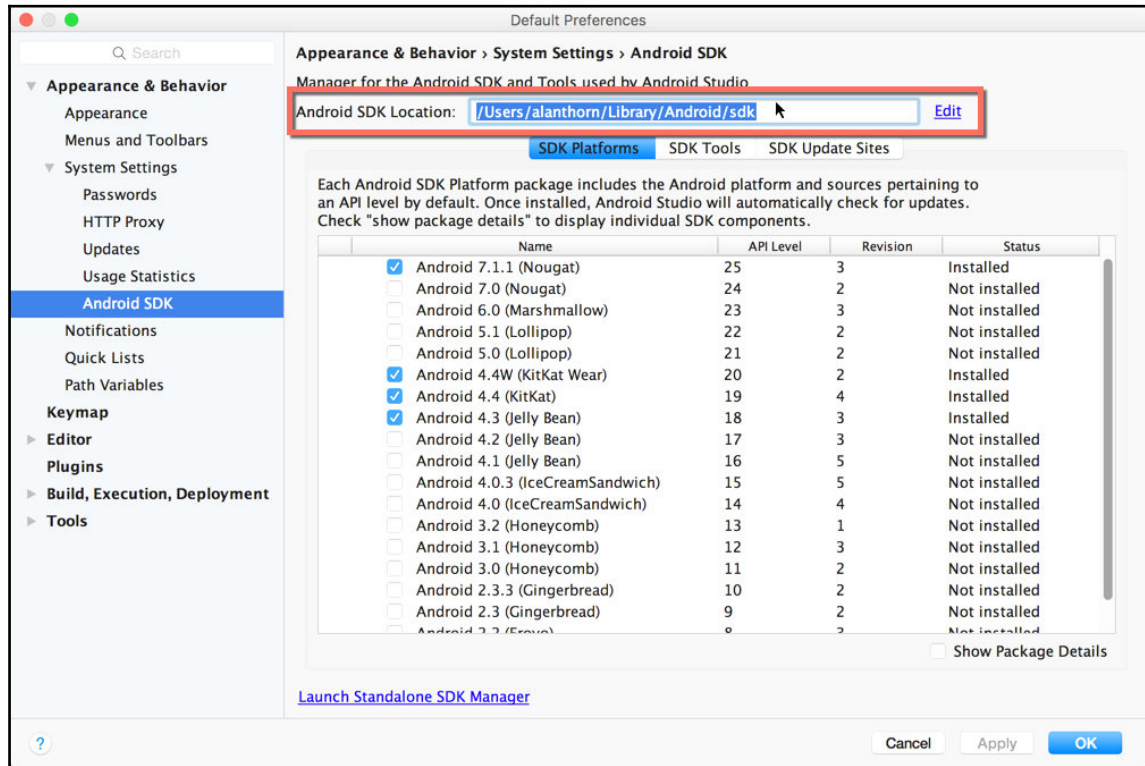 Default Preferences
Search
Appearance & Behavior
Appearance
Menus and Toolbars
System Settings
Passwords
HTTP Proxy
Updates
Usage Statistics
Android SDK
Notifications
Quick Lists
Path Variables
Keymap
Editor
Plugins
Build, Execution, Deployment
Tools
Appearance & Behavior › System Settings › Android SDK
Manager for the Android SDK and Tools used by Android Studio
Android SDK Location: /Users/alanthorn/Library/Android/sdk Edit
SDK Platforms SDK Tools SDK Update Sites
Each Android SDK Platform package includes the Android platform and sources pertaining to
an API level by default. Once installed, Android Studio will automatically check for updates.
Check "show package details" to display individual SDK components.
Name API Level Revision Status
Android 7.1.1 (Nougat) 25 3 Installed
Android 7.0 (Nougat) 24 2 Not installed
Android 6.0 (Marshmallow) 23 3 Not installed
Android 5.1 (Lollipop) 22 2 Not installed
Android 5.0 (Lollipop) 21 2 Not installed
Android 4.4W (KitKat Wear) 20 2 Installed
Android 4.4 (KitKat) 19 4 Installed
Android 4.3 (Jelly Bean) 18 3 Installed
Android 4.2 (Jelly Bean) 17 3 Not installed
Android 4.1 (Jelly Bean) 16 5 Not installed
Android 4.0.3 (IceCreamSandwich) 15 5 Not installed
Android 4.0 (IceCreamSandwich) 14 4 Not installed
Android 3.2 (Honeycomb) 13 1 Not installed
Android 3.1 (Honeycomb) 12 3 Not installed
Android 3.0 (Honeycomb) 11 2 Not installed
Android 2.3.3 (Gingerbread) 10 2 Not installed
Android 2.3 (Gingerbread) 9 2 Not installed
Android 2.2 (Froyo) 8 Not installed
Show Package Details
Launch Standalone SDK Manager
? Cancel Apply OK